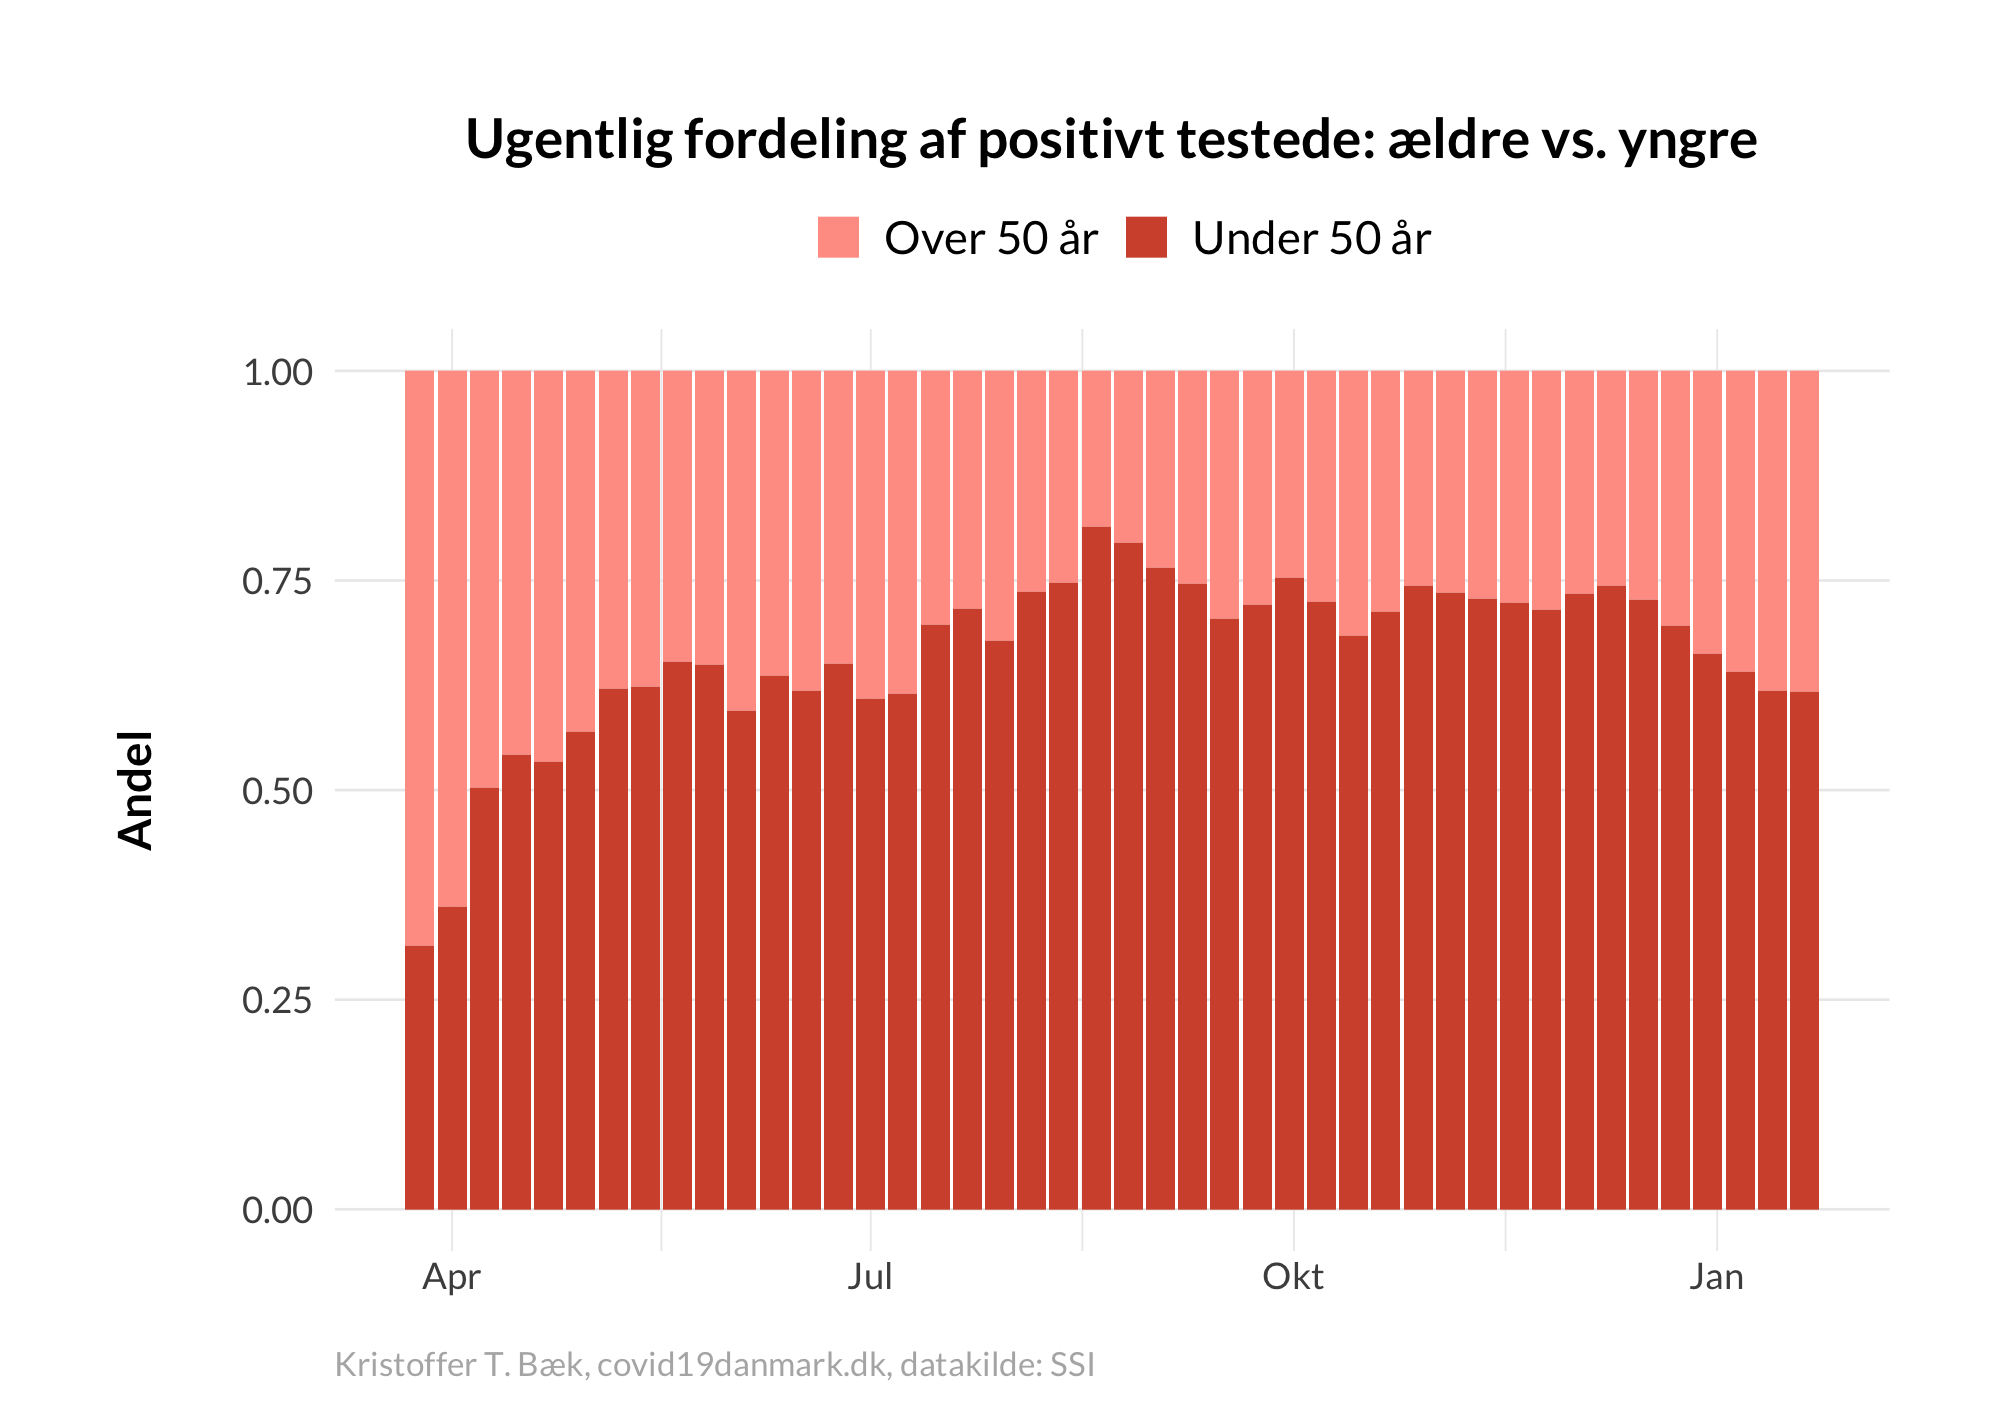 Ugentlig fordeling af positivt testede: ældre vs. yngre
Over 50 år Under 50 år
1.00
0.75
0.50
0.25
0.00
Andel
Apr Jul Okt Jan
Kristoffer T. Bæk, covid19danmark.dk, datakilde: SSI